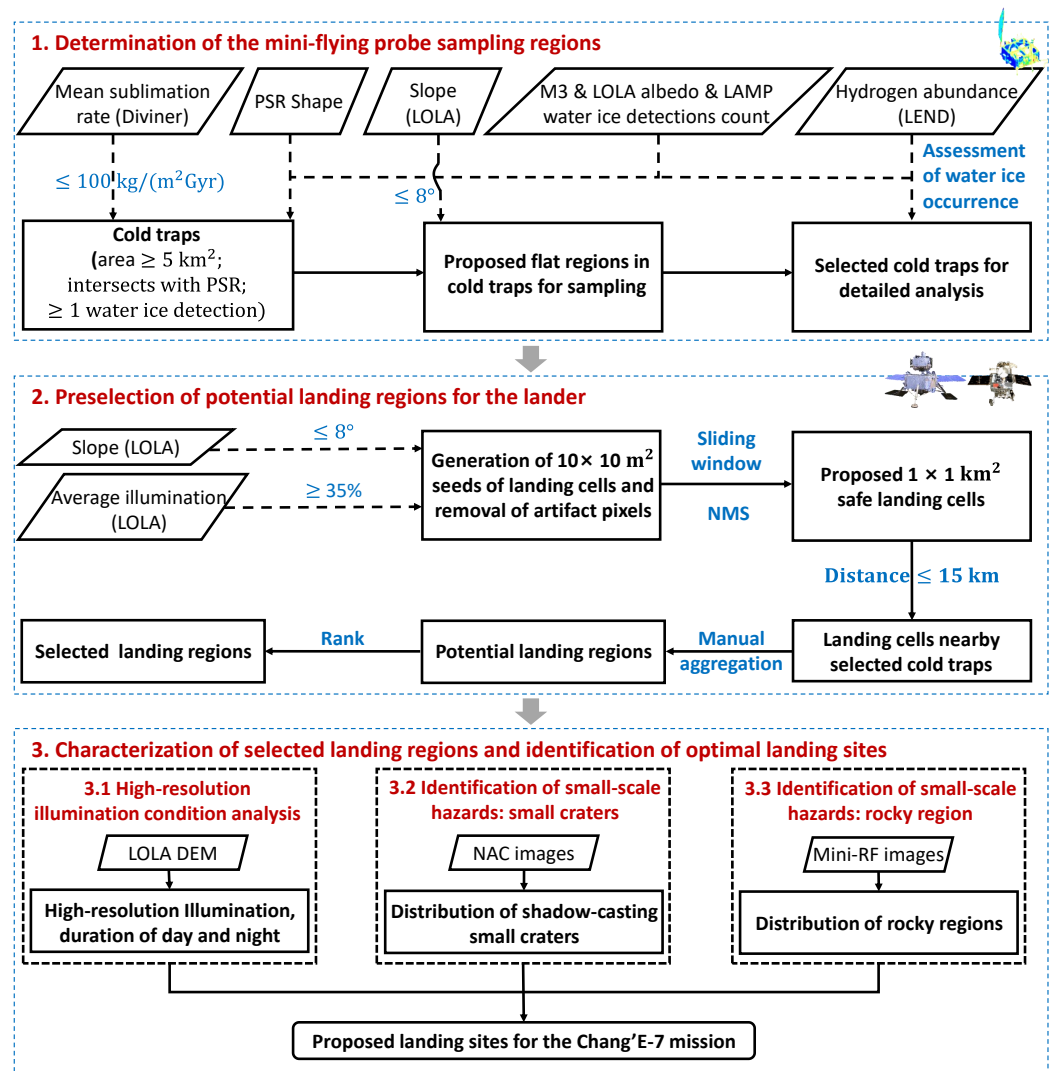 1. Determination of the mini-flying probe sampling regions
Mean sublimation
rate (Diviner)
PSR Shape
Slope
(LOLA)
M3 & LOLA albedo & LAMP
water ice detections count
Hydrogen abundance
(LEND)
≤ 100 kg/(m²Gyr)
≤ 8°
Assessment
of water ice
occurrence
Cold traps
(area ≥ 5 km²;
intersects with PSR;
≥ 1 water ice detection)
Proposed flat regions in
cold traps for sampling
Selected cold traps for
detailed analysis
2. Preselection of potential landing regions for the lander
Slope (LOLA)
≤ 8°
Average illumination
(LOLA)
≥ 35%
Generation of 10× 10 m²
seeds of landing cells and
removal of artifact pixels
Sliding
window
NMS
Proposed 1 × 1 km²
safe landing cells
Distance ≤ 15 km
Landing cells nearby
selected cold traps
Manual
aggregation
Potential landing regions
Rank
Selected landing regions
3. Characterization of selected landing regions and identification of optimal landing sites
3.1 High-resolution
illumination condition analysis
LOLA DEM
High-resolution Illumination,
duration of day and night
3.2 Identification of small-scale
hazards: small craters
NAC images
Distribution of shadow-casting
small craters
3.3 Identification of small-scale
hazards: rocky region
Mini-RF images
Distribution of rocky regions
Proposed landing sites for the Chang'E-7 mission